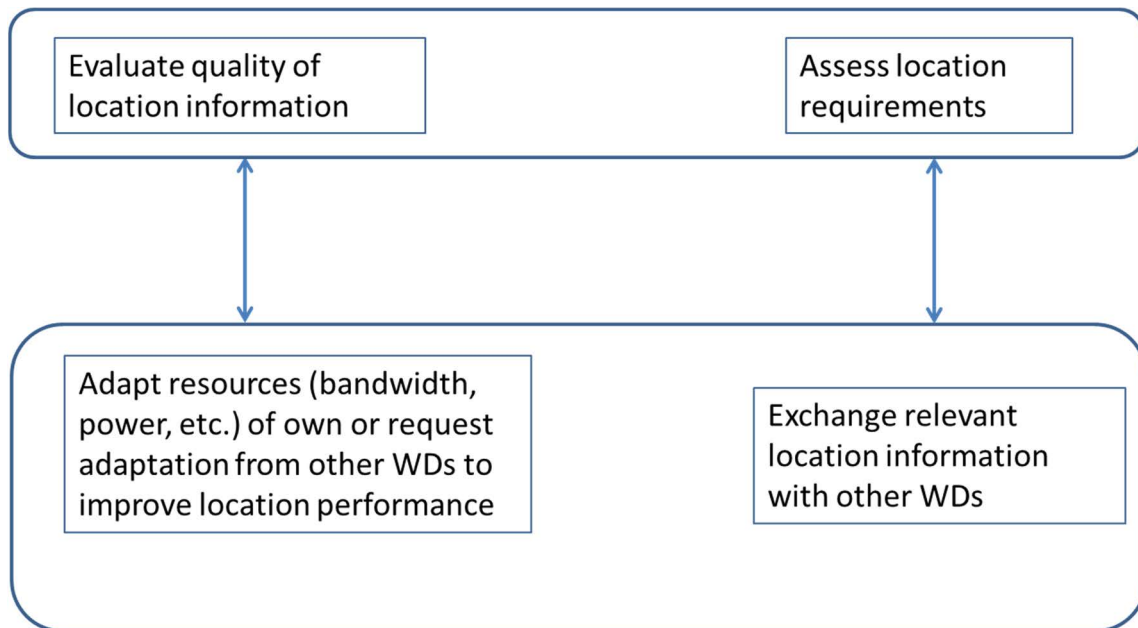 Evaluate quality of
location information
Assess location
requirements
Adapt resources (bandwidth,
power, etc.) of own or request
adaptation from other WDs to
improve location performance
Exchange relevant
location information
with other WDs